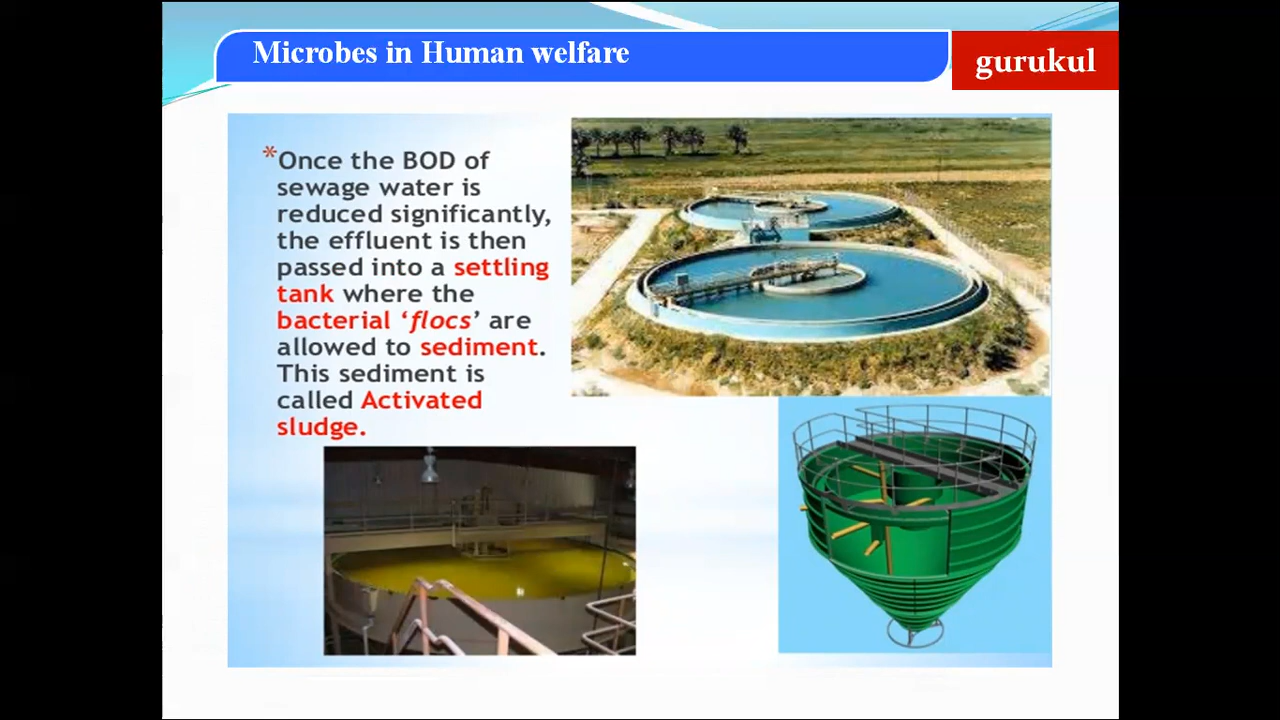 Microbes in Human welfare
gurukul
*Once the BOD of
sewage water is
reduced significantly,
the effluent is then
passed into a settling
tank where the
bacterial ‘flocs’ are
allowed to sediment.
This sediment is
called Activated
sludge.